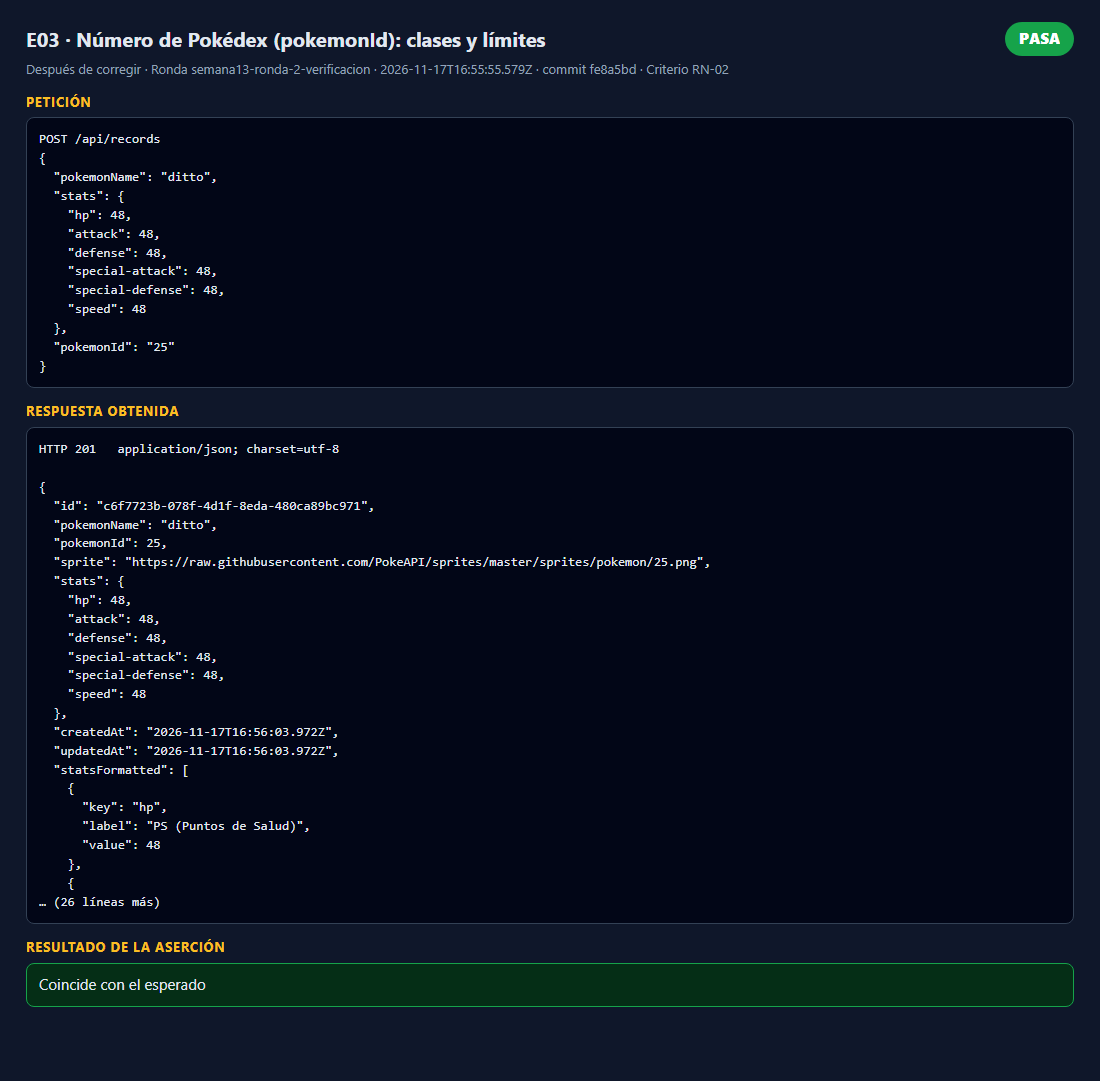 E03 · Número de Pokédex (pokemonId): clases y límites
PASA
Después de corregir · Ronda semana13-ronda-2-verificacion · 2026-11-17T16:55:55.579Z · commit fe8a5bd · Criterio RN-02
PETICIÓN
POST /api/records
{
  "pokemonName": "ditto",
  "stats": {
    "hp": 48,
    "attack": 48,
    "defense": 48,
    "special-attack": 48,
    "special-defense": 48,
    "speed": 48
  },
  "pokemonId": "25"
}
RESPUESTA OBTENIDA
HTTP 201   application/json; charset=utf-8
{
  "id": "c6f7723b-078f-4d1f-8eda-480ca89bc971",
  "pokemonName": "ditto",
  "pokemonId": 25,
  "sprite": "https://raw.githubusercontent.com/PokeAPI/sprites/master/sprites/pokemon/25.png",
  "stats": {
    "hp": 48,
    "attack": 48,
    "defense": 48,
    "special-attack": 48,
    "special-defense": 48,
    "speed": 48
  },
  "createdAt": "2026-11-17T16:56:03.972Z",
  "updatedAt": "2026-11-17T16:56:03.972Z",
  "statsFormatted": [
    {
      "key": "hp",
      "label": "PS (Puntos de Salud)",
      "value": 48
    },
    {
… (26 líneas más)
RESULTADO DE LA ASERCIÓN
Coincide con el esperado